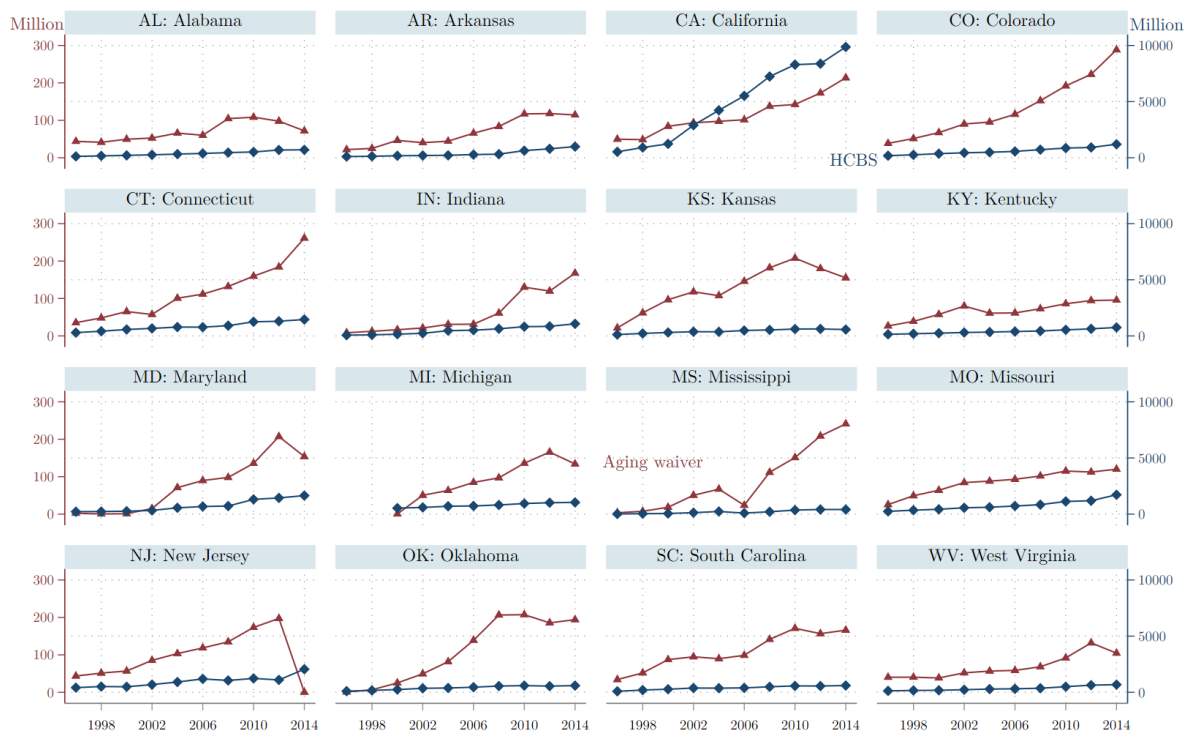 Million AL: Alabama AR: Arkansas CA: California CO: Colorado Million
300 10000
200
5000
100
0 HCBS 0
CT: Connecticut IN: Indiana KS: Kansas KY: Kentucky
300 10000
200
5000
100
0 0
MD: Maryland MI: Michigan MS: Mississippi MO: Missouri
300 10000
200
Aging waiver 5000
100
0 0
NJ: New Jersey OK: Oklahoma SC: South Carolina WV: West Virginia
300 10000
200
5000
100
0 0
1998 2002 2006 2010 2014 1998 2002 2006 2010 2014 1998 2002 2006 2010 2014 1998 2002 2006 2010 2014